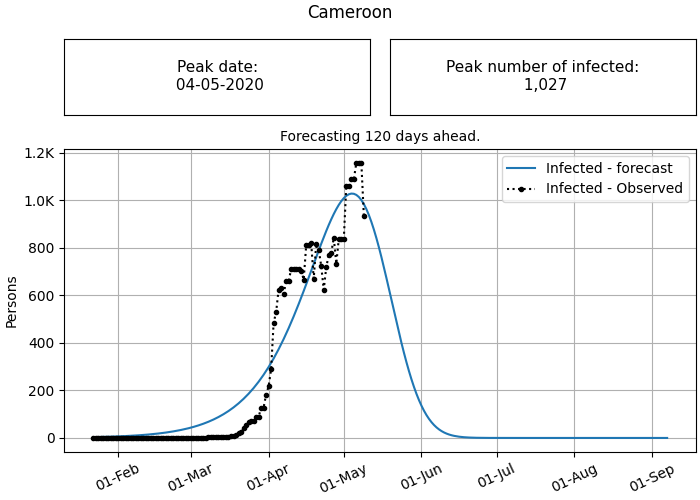 Cameroon
Peak date:
04-05-2020
Peak number of infected:
1,027
Forecasting 120 days ahead.
Infected - forecast
Infected - Observed
Persons
1.2K
1.0K
800
600
400
200
0
01-Feb
01-Mar
01-Apr
01-May
01-Jun
01-Jul
01-Aug
01-Sep